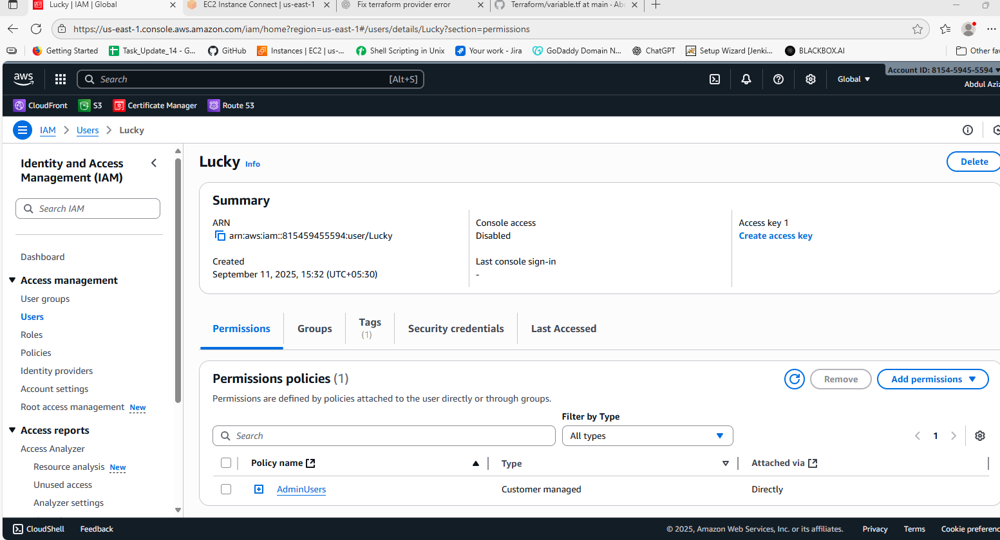 Lucky | IAM | Global
EC2 Instance Connect | us-east-1
Fix terraform provider error
Terraform/variable.tf at main · Abd
https://us-east-1.console.aws.amazon.com/iam/home?region=us-east-1#/users/details/Lucky?section=permissions
Getting Started
Task_Update_14 - G...
GitHub
Instances | EC2 | us-...
Shell Scripting in Unix
Your work - Jira
GoDaddy Domain N...
ChatGPT
Setup Wizard [Jenki...
BLACKBOX.AI
Other fav
aws
Search
[Alt+S]
Global
Account ID: 8154-5945-5594
Abdul Aziz
CloudFront
S3
Certificate Manager
Route 53
IAM
Users
Lucky
Identity and Access
Management (IAM)
Search IAM
Dashboard
Access management
User groups
Users
Roles
Policies
Identity providers
Account settings
Root access management New
Access reports
Access Analyzer
Resource analysis New
Unused access
Analyzer settings
Lucky Info
Delete
Summary
ARN
arn:aws:iam::815459455594:user/Lucky
Created
September 11, 2025, 15:32 (UTC+05:30)
Console access
Disabled
Last console sign-in
-
Access key 1
Create access key
Permissions
Groups
Tags
(1)
Security credentials
Last Accessed
Permissions policies (1)
Remove
Add permissions
Permissions are defined by policies attached to the user directly or through groups.
Filter by Type
Search
All types
1
Policy name
Type
Attached via
AdminUsers
Customer managed
Directly
CloudShell
Feedback
© 2025, Amazon Web Services, Inc. or its affiliates.
Privacy
Terms
Cookie preferenc